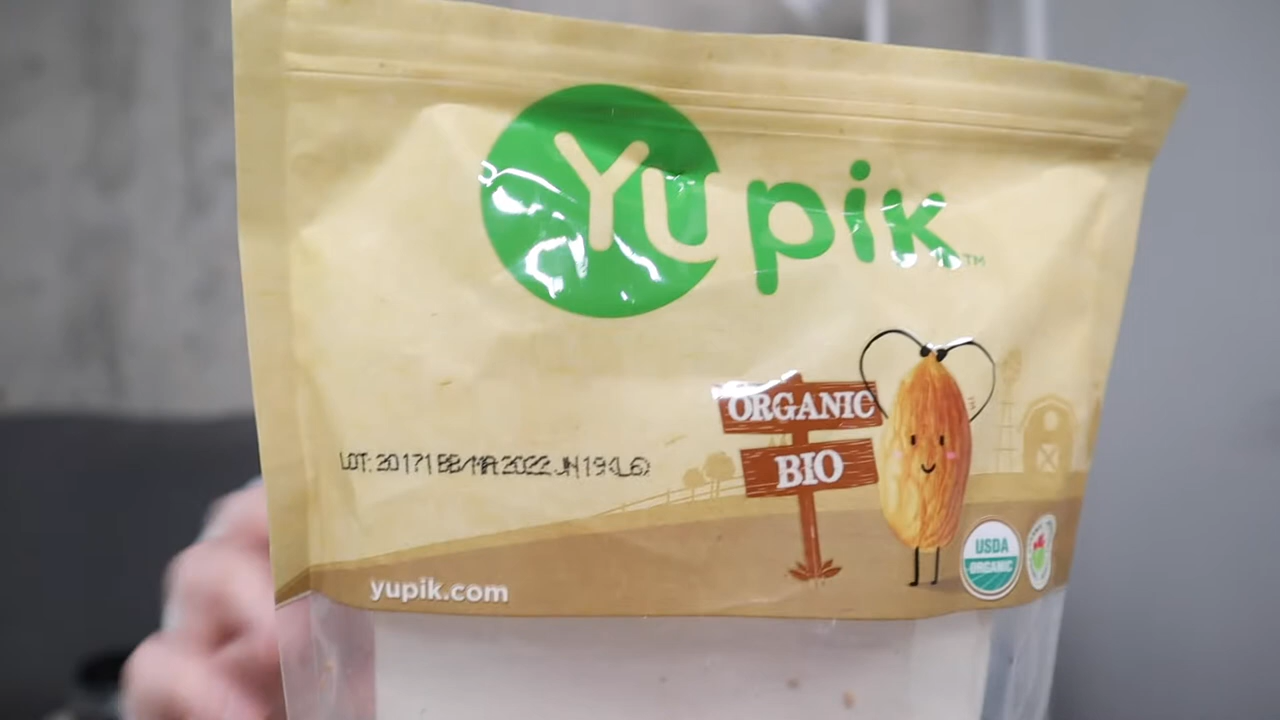 Yupik™
ORGANIC
BIO
LOT: 20171 BB/MA 2022 JN 19 (L6)
USDA
ORGANIC
yupik.com